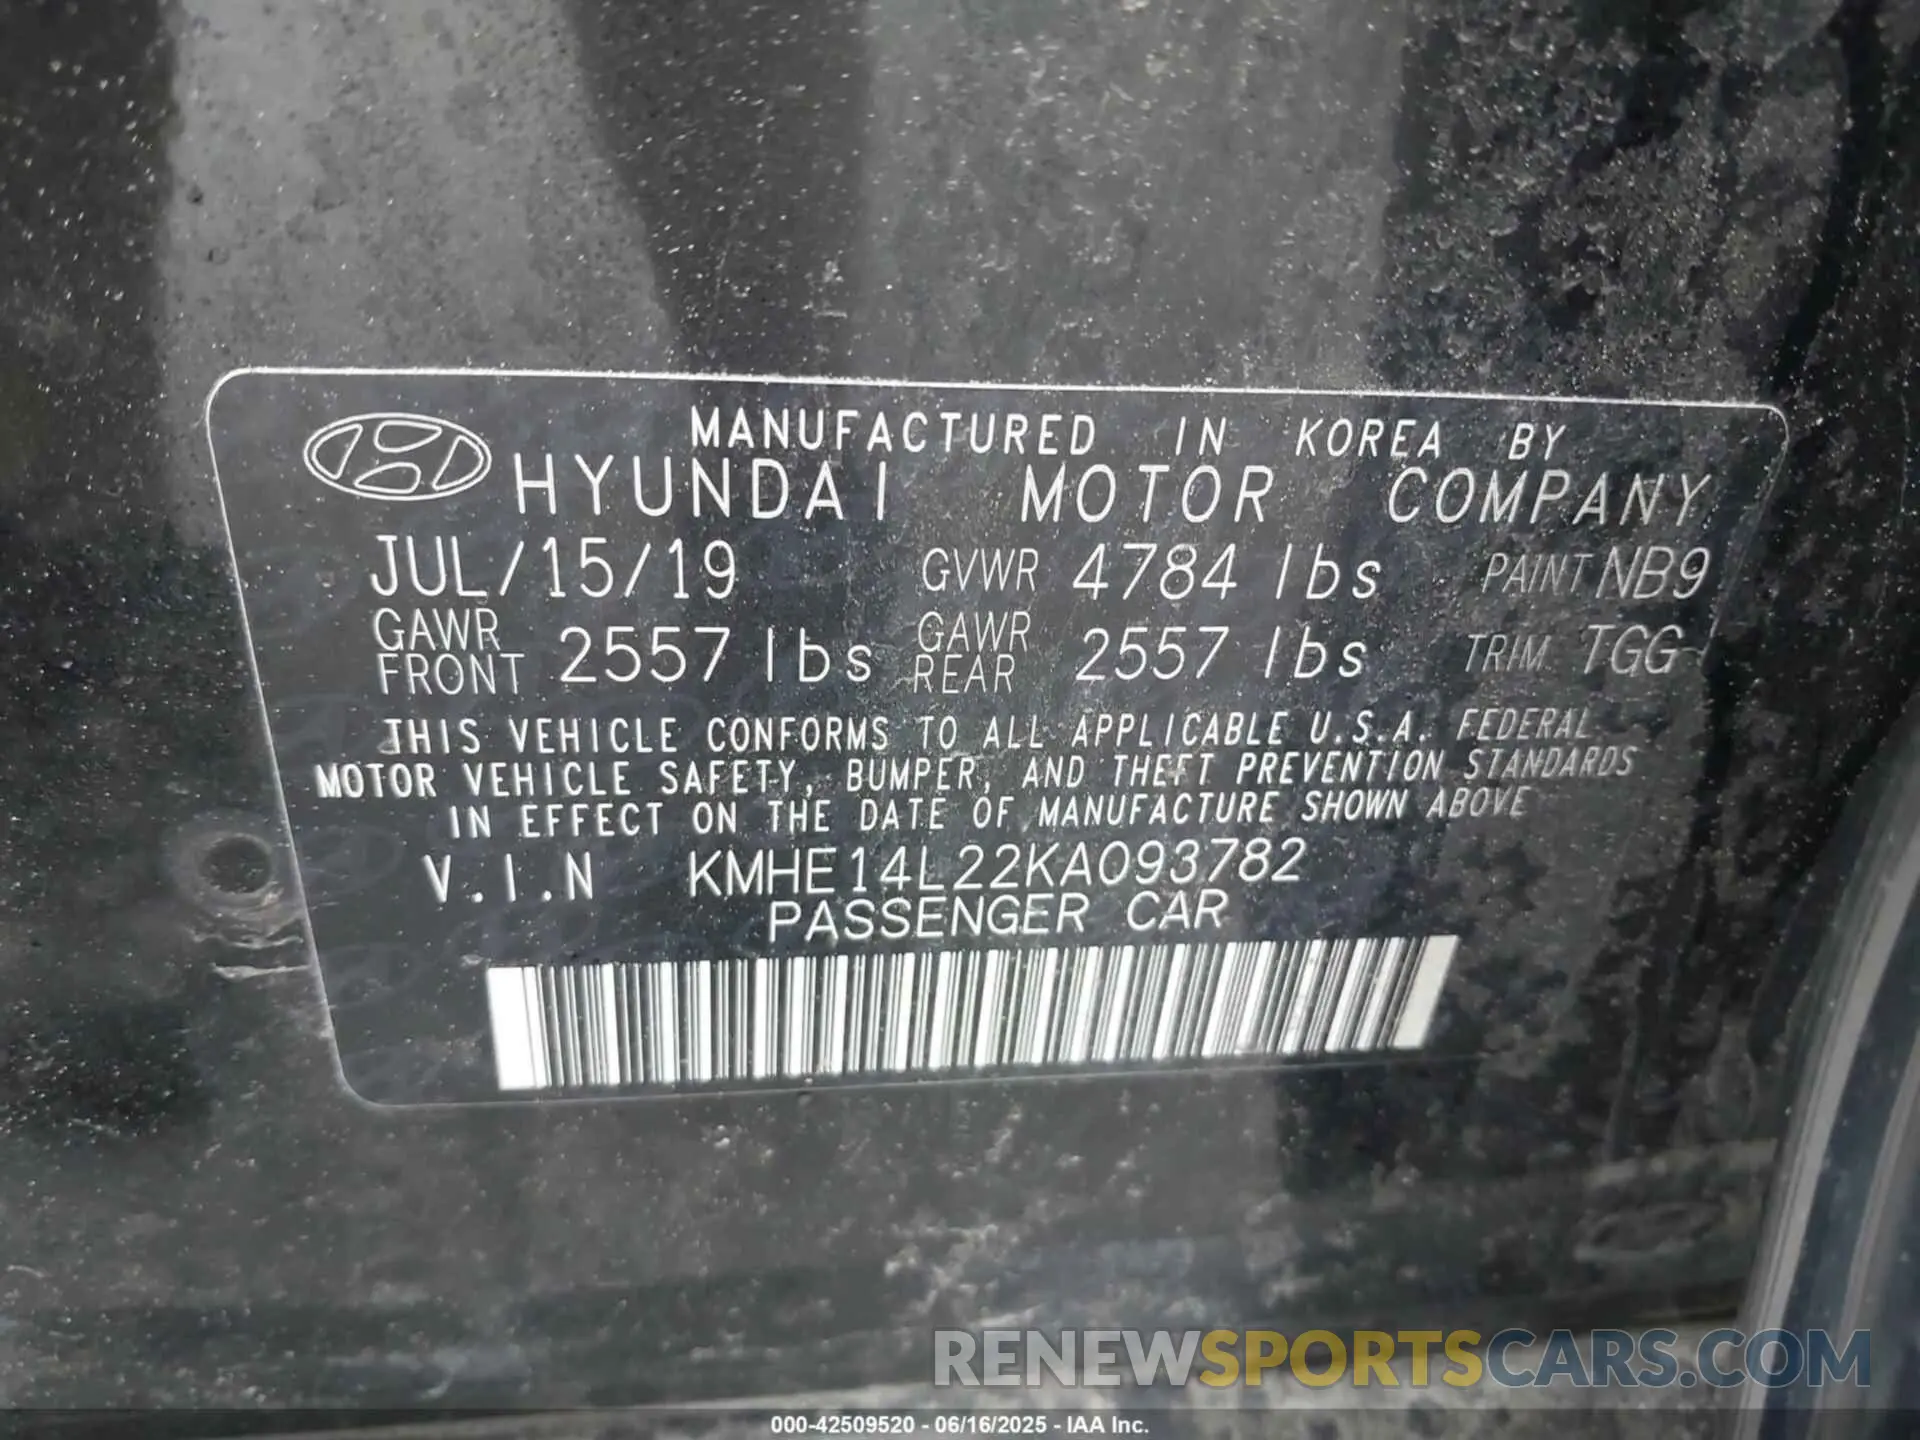 MANUFACTURED IN KOREA BY
HYUNDAI MOTOR COMPANY
JUL/15/19 GVWR 4784 lbs PAINT NB9
GAWR FRONT 2557 lbs GAWR REAR 2557 lbs TRIM TGG
THIS VEHICLE CONFORMS TO ALL APPLICABLE U.S.A. FEDERAL
MOTOR VEHICLE SAFETY, BUMPER, AND THEFT PREVENTION STANDARDS
IN EFFECT ON THE DATE OF MANUFACTURE SHOWN ABOVE
V.I.N KMHE14L22KA093782
PASSENGER CAR
RENEWSPORTSCARS.COM
000-42509520 - 06/16/2025 - IAA Inc.